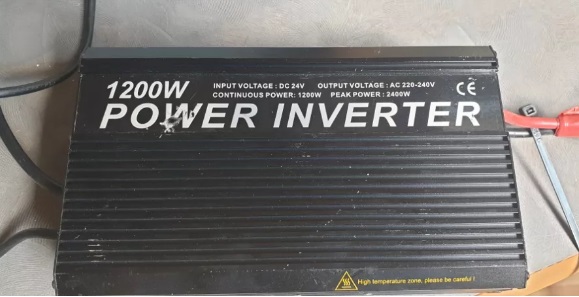 1200W
INPUT VOLTAGE : DC 24V OUTPUT VOLTAGE : AC 220-240V
CONTINUOUS POWER: 1200W PEAK POWER : 2400W
CE
POWER INVERTER
High temperature zone, please be careful !